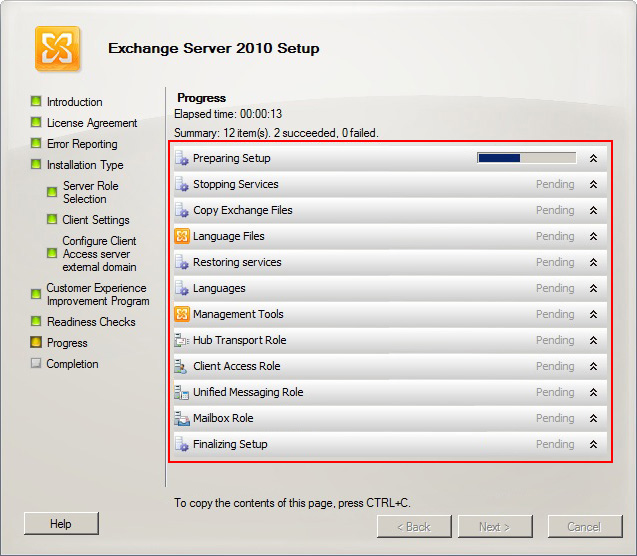 Exchange Server 2010 Setup
Introduction
License Agreement
Error Reporting
Installation Type
Server Role
Selection
Client Settings
Configure Client
Access server
external domain
Customer Experience
Improvement Program
Readiness Checks
Progress
Completion
Progress
Elapsed time: 00:00:13
Summary: 12 item(s). 2 succeeded, 0 failed.
Preparing Setup
Stopping Services Pending
Copy Exchange Files Pending
Language Files Pending
Restoring services Pending
Languages Pending
Management Tools Pending
Hub Transport Role Pending
Client Access Role Pending
Unified Messaging Role Pending
Mailbox Role Pending
Finalizing Setup Pending
To copy the contents of this page, press CTRL+C.
Help
< Back
Next >
Cancel